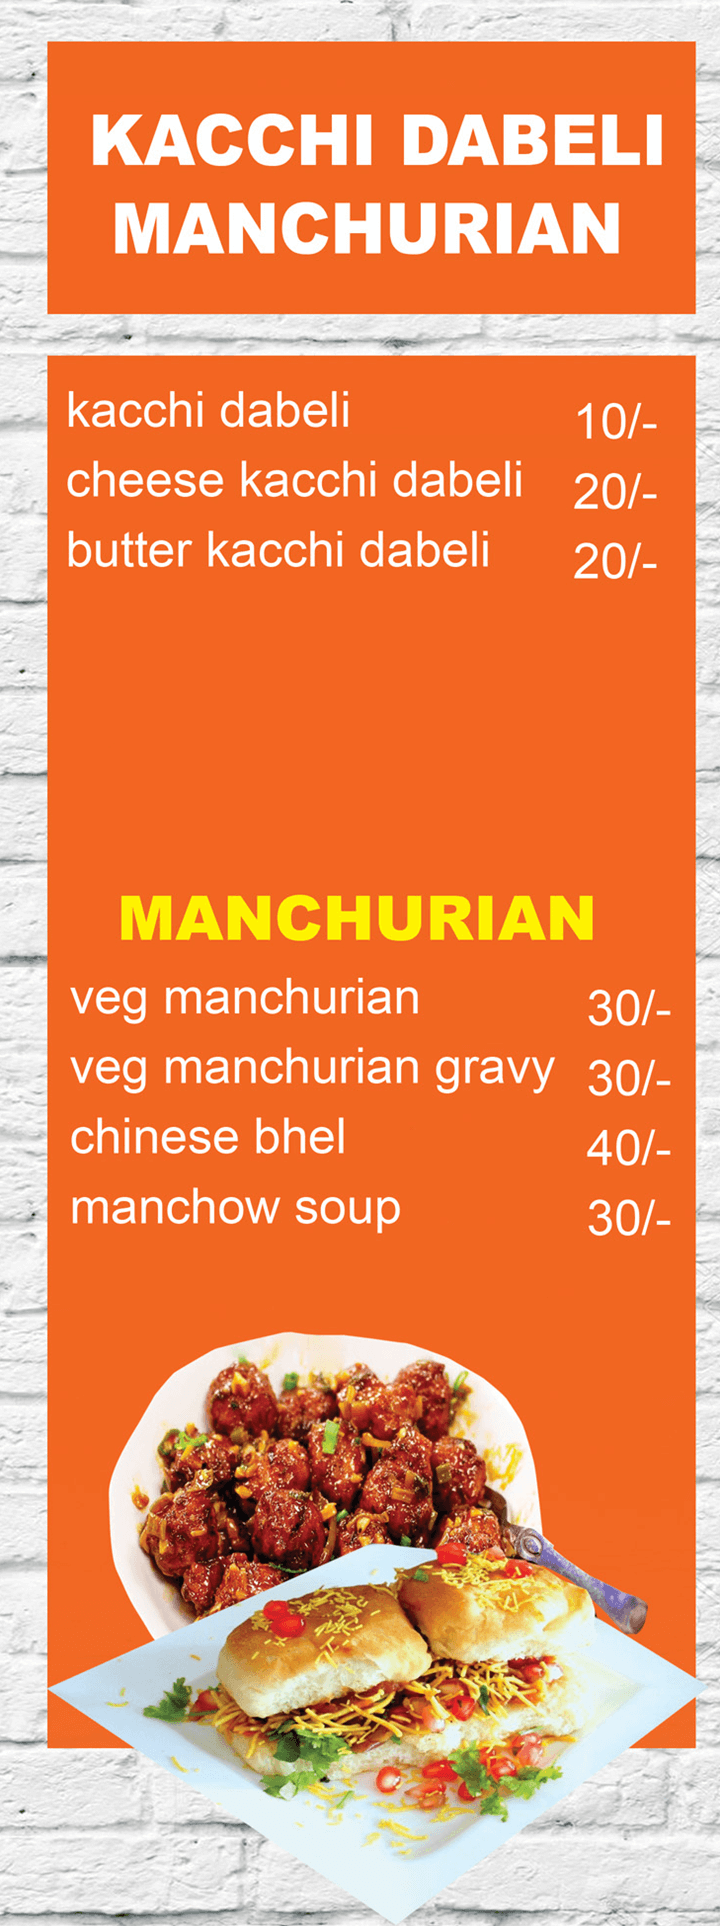 KACCHI DABELI
MANCHURIAN
kacchi dabeli 10/-
cheese kacchi dabeli 20/-
butter kacchi dabeli 20/-
MANCHURIAN
veg manchurian 30/-
veg manchurian gravy 30/-
chinese bhel 40/-
manchow soup 30/-